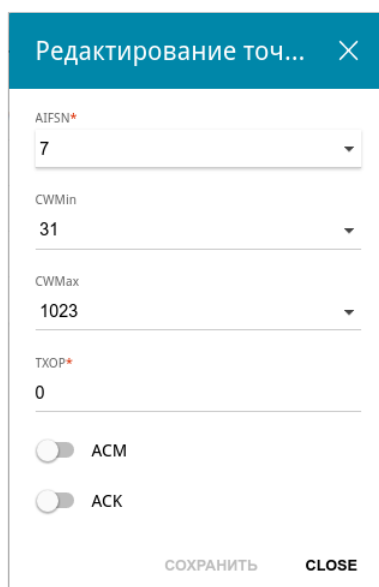 Редактирование точ...
AIFSN*
7
CWMin
31
CWMax
1023
TXOP*
0
ACM
ACK
СОХРАНИТЬ CLOSE